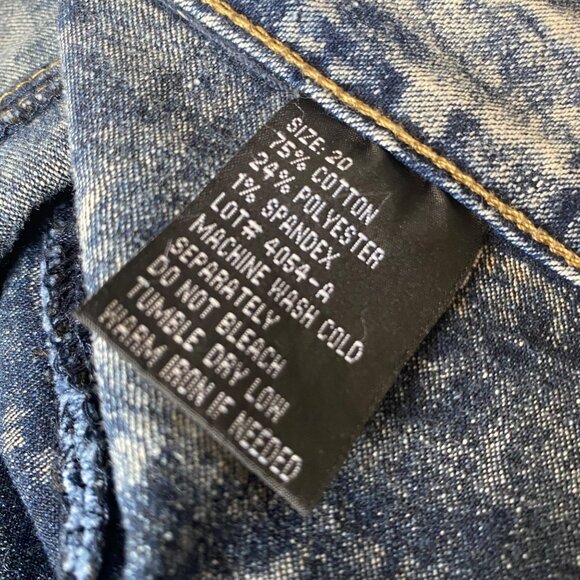 SIZE: 20
75% COTTON
24% POLYESTER
1% SPANDEX
LOT# 4054-A
MACHINE WASH COLD
SEPARATELY
DO NOT BLEACH
TUMBLE DRY LOW
WARM IRON IF NEEDED